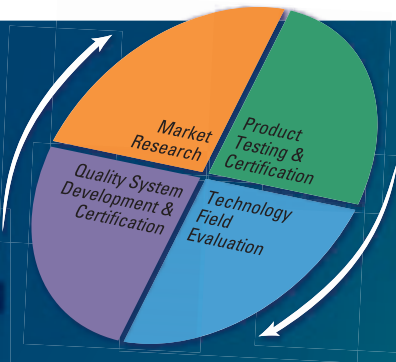 Market
Research
Product
Testing &
Certification
Quality System
Development &
Certification
Technology
Field
Evaluation